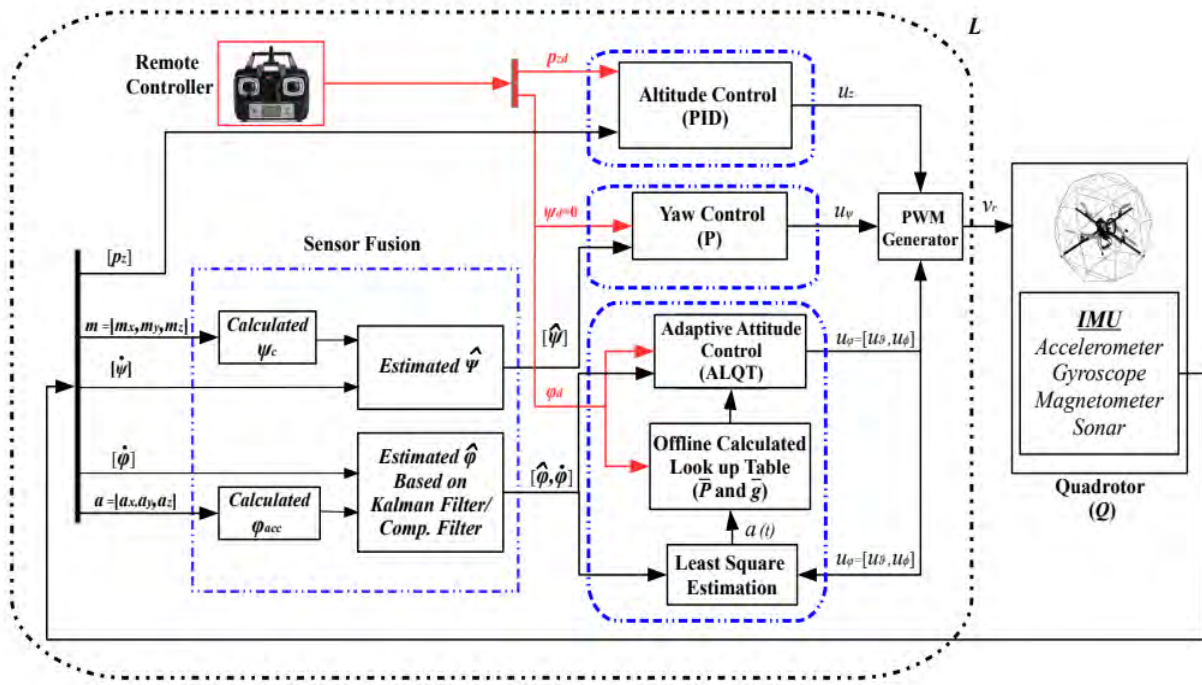 L
Remote
Controller
p_zd
Altitude Control
(PID)
u_z
ψ_d=0
Yaw Control
(P)
u_ψ
PWM
Generator
v_r
Sensor Fusion
[p_z]
m =[m_x,m_y,m_z]
Calculated
ψ_c
[ψ̇]
Estimated ψ̂
[ψ̂]
[φ̇]
a =[a_x,a_y,a_z]
Calculated
φ_acc
Estimated φ̂
Based on
Kalman Filter/
Comp. Filter
[φ̂,φ̇]
φ_d
Adaptive Attitude
Control
(ALQT)
u_φ=[u_ϑ,u_ϕ]
Offline Calculated
Look up Table
(P̅ and g̅)
a (t)
Least Square
Estimation
u_φ=[u_ϑ,u_ϕ]
IMU
Accelerometer
Gyroscope
Magnetometer
Sonar
Quadrotor
(Q)